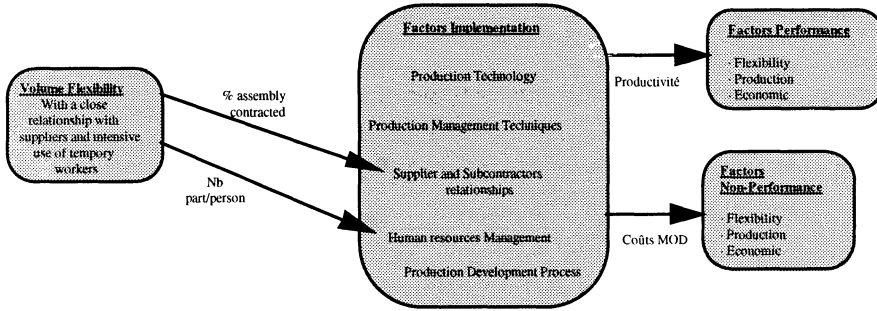 Volume Flexibility
With a close
relationship with
suppliers and intensive
use of tempory
workers
% assembly
contracted
Nb
part/person
Factors Implementation
Production Technology
Production Management Techniques
Supplier and Subcontractors
relationships
Human resources Management
Production Development Process
Productivité
Coûts MOD
Factors Performance
· Flexibility
· Production
· Economic
Factors
Non-Performance
· Flexibility
· Production
· Economic